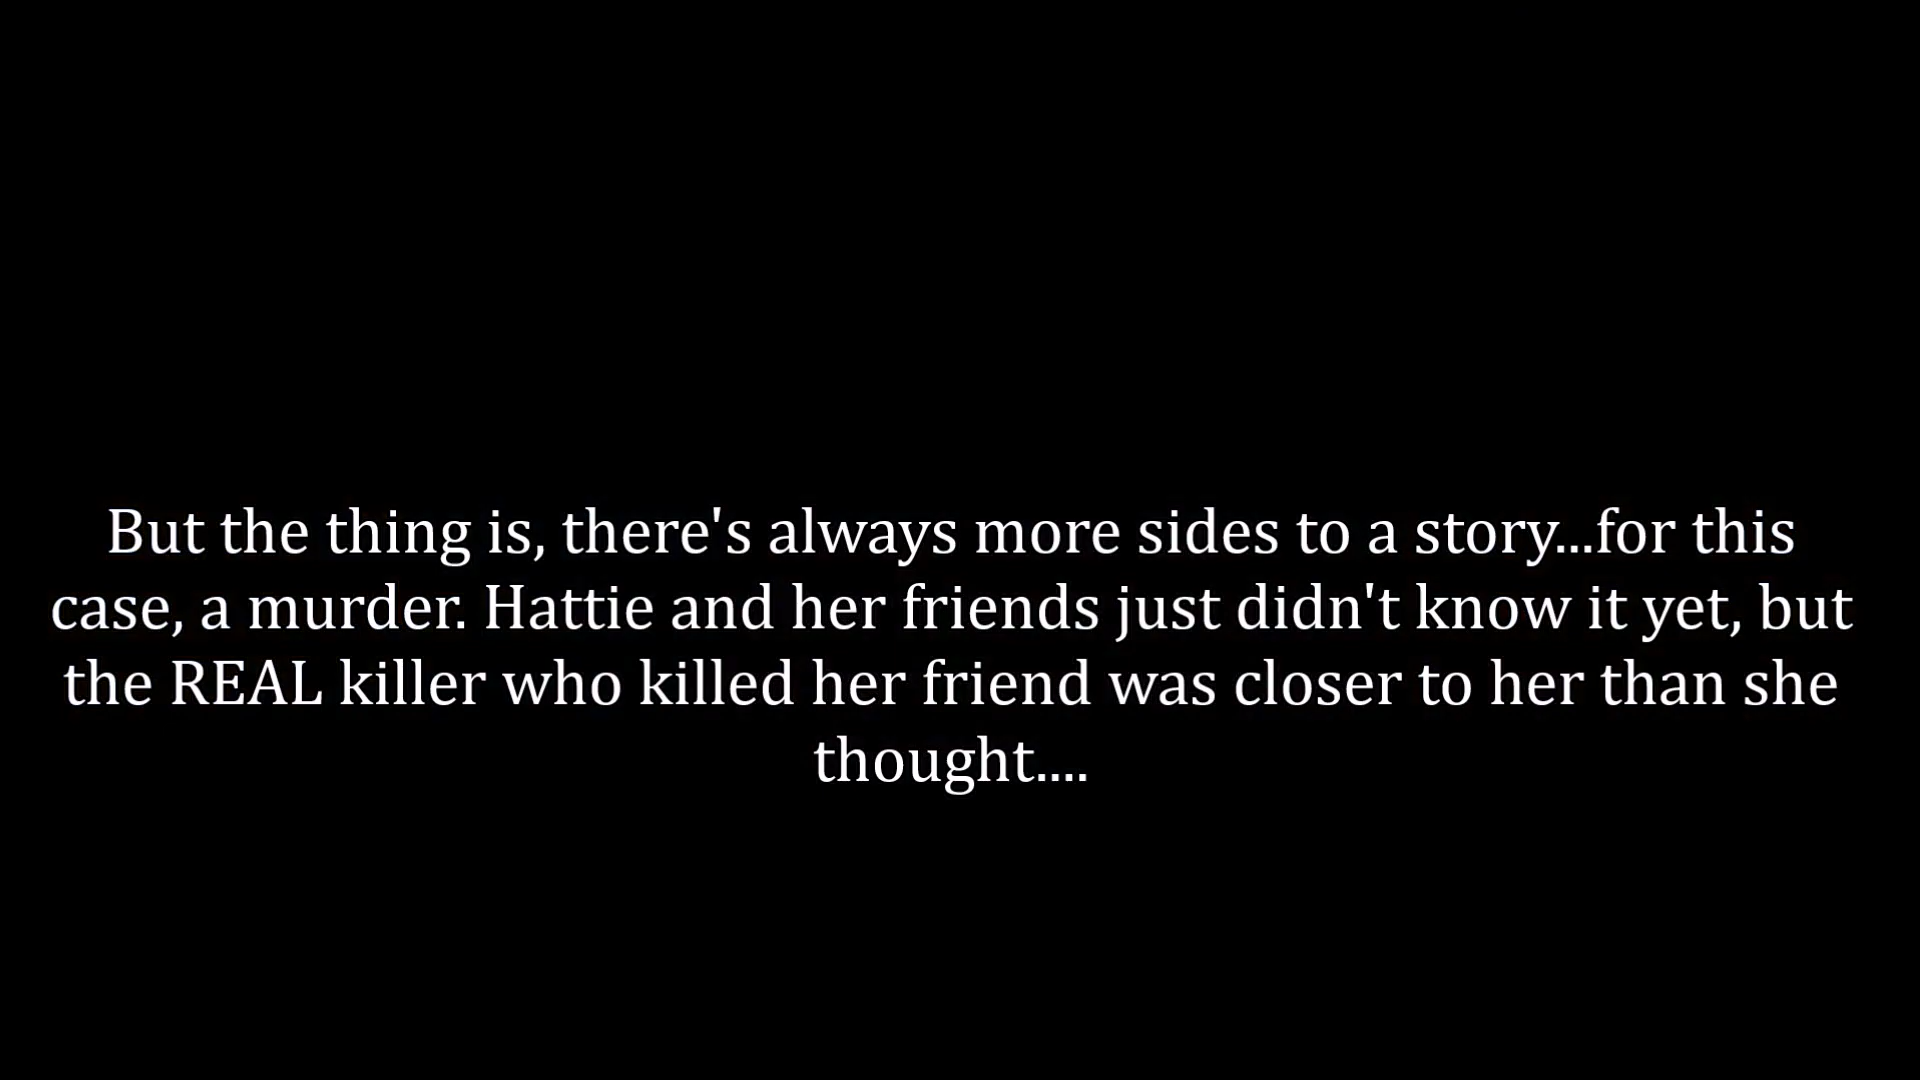 But the thing is, there's always more sides to a story...for this
case, a murder. Hattie and her friends just didn't know it yet, but
the REAL killer who killed her friend was closer to her than she
thought....